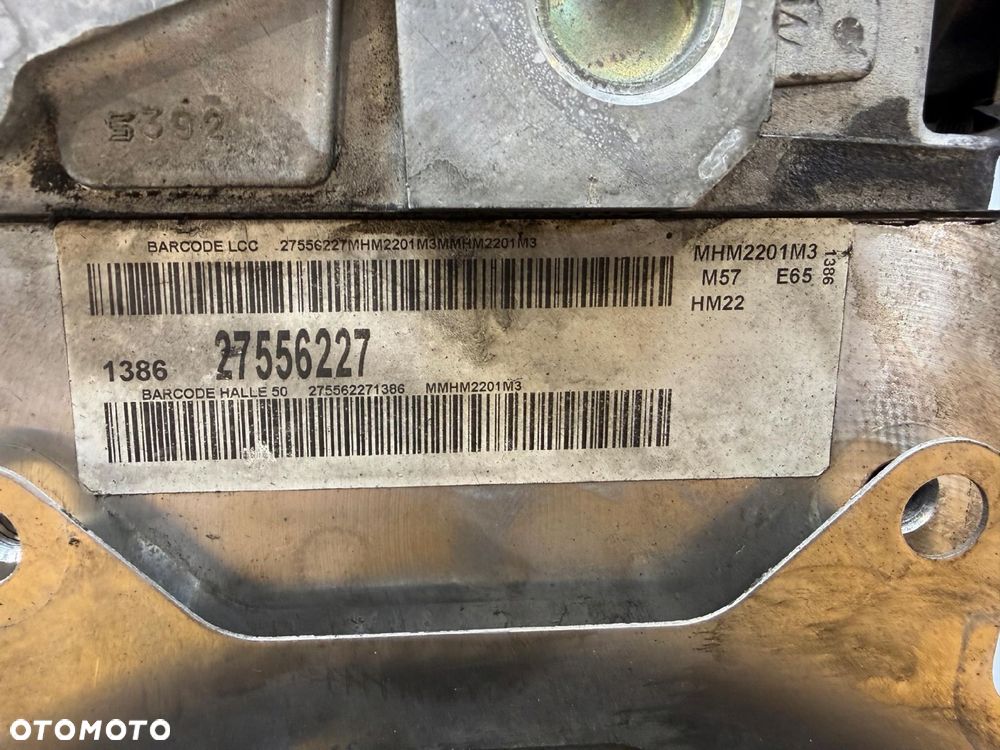 5392
BARCODE LCC 27556227MHM2201M3MMHM2201M3
MHM2201M3
M57 E65
HM22
1386
1386 27556227
BARCODE HALLE 50 275562271386 MMHM2201M3
OTOMOTO